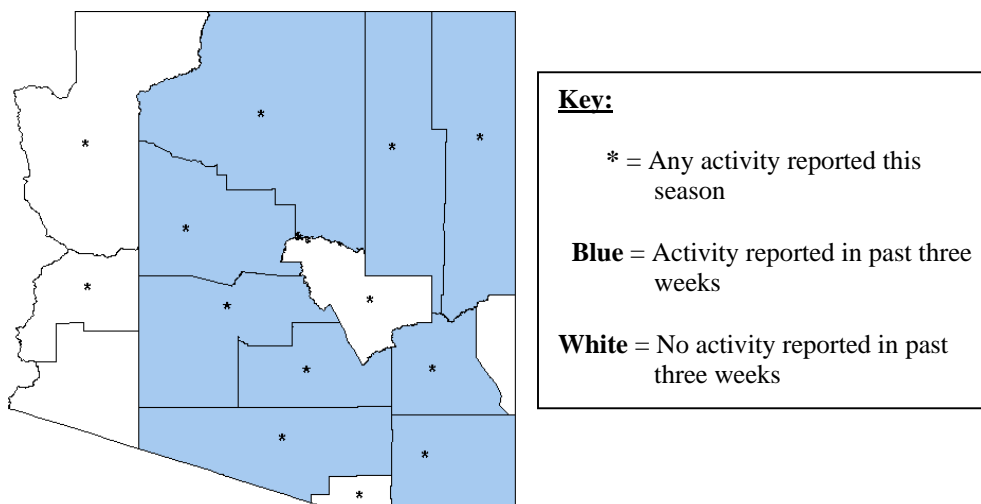 Key:
* = Any activity reported this
season
Blue = Activity reported in past three
weeks
White = No activity reported in past
three weeks
*
*
*
*
*
*
*
*
*
*
*
*
*